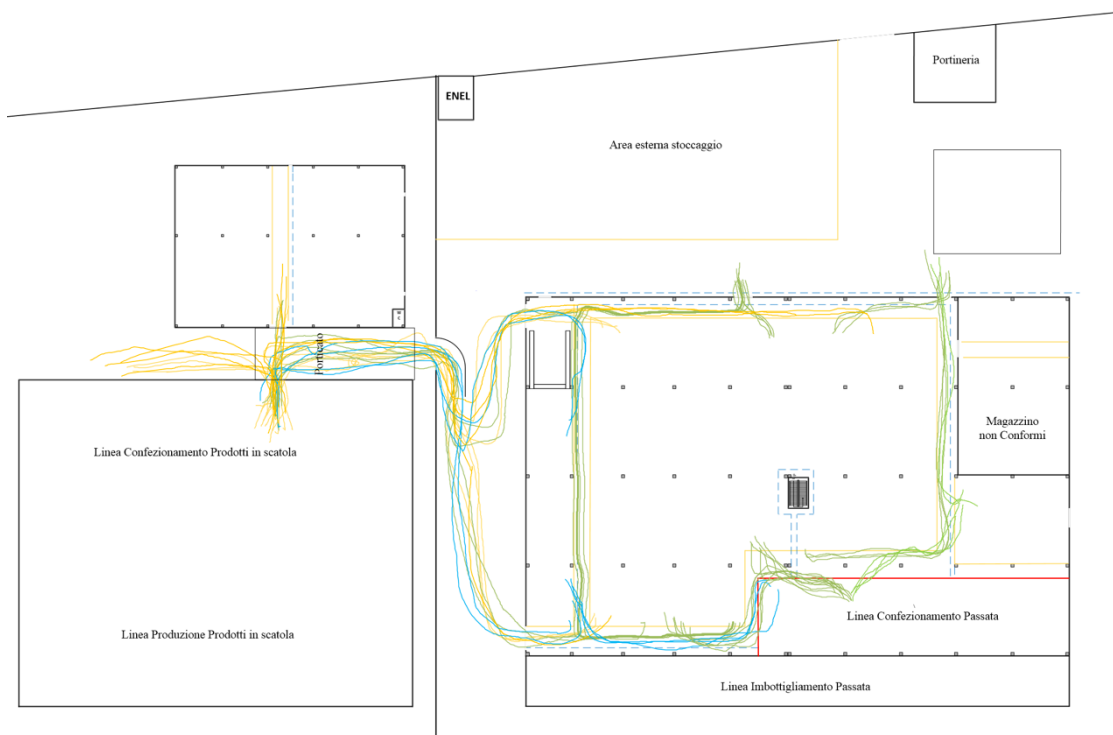 Portineria
ENEL
Area esterna stoccaggio
W
C
Porticato
Magazzino
non Conformi
Linea Confezionamento Prodotti in scatola
Linea Confezionamento Passata
Linea Produzione Prodotti in scatola
Linea Imbottigliamento Passata